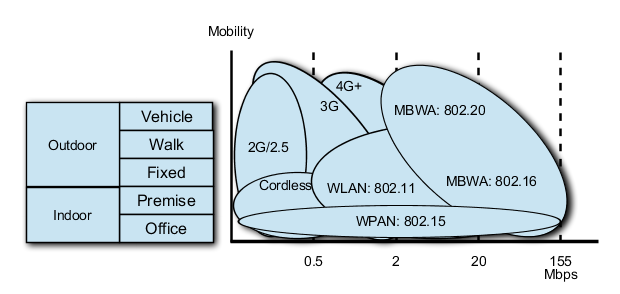 Mobility
4G+
3G
MBWA: 802.20
Outdoor
Vehicle
Walk
Fixed
2G/2.5
Cordless
WLAN: 802.11
MBWA: 802.16
Indoor
Premise
Office
WPAN: 802.15
0.5 2 20 155
Mbps